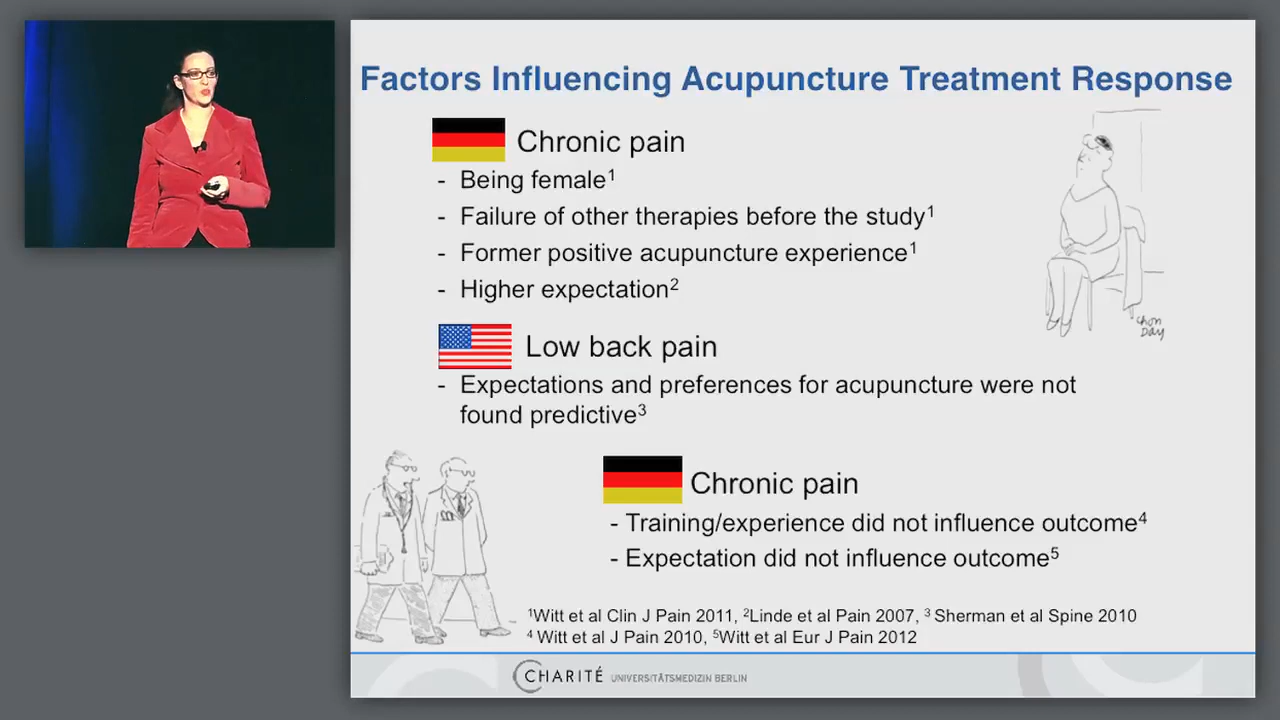 Factors Influencing Acupuncture Treatment Response
Chronic pain
- Being female¹
- Failure of other therapies before the study¹
- Former positive acupuncture experience¹
- Higher expectation²
Chon
Day
Low back pain
- Expectations and preferences for acupuncture were not
found predictive³
Chronic pain
- Training/experience did not influence outcome⁴
- Expectation did not influence outcome⁵
¹Witt et al Clin J Pain 2011, ²Linde et al Pain 2007, ³ Sherman et al Spine 2010
⁴ Witt et al J Pain 2010, ⁵Witt et al Eur J Pain 2012
CHARITÉ UNIVERSITÄTSMEDIZIN BERLIN